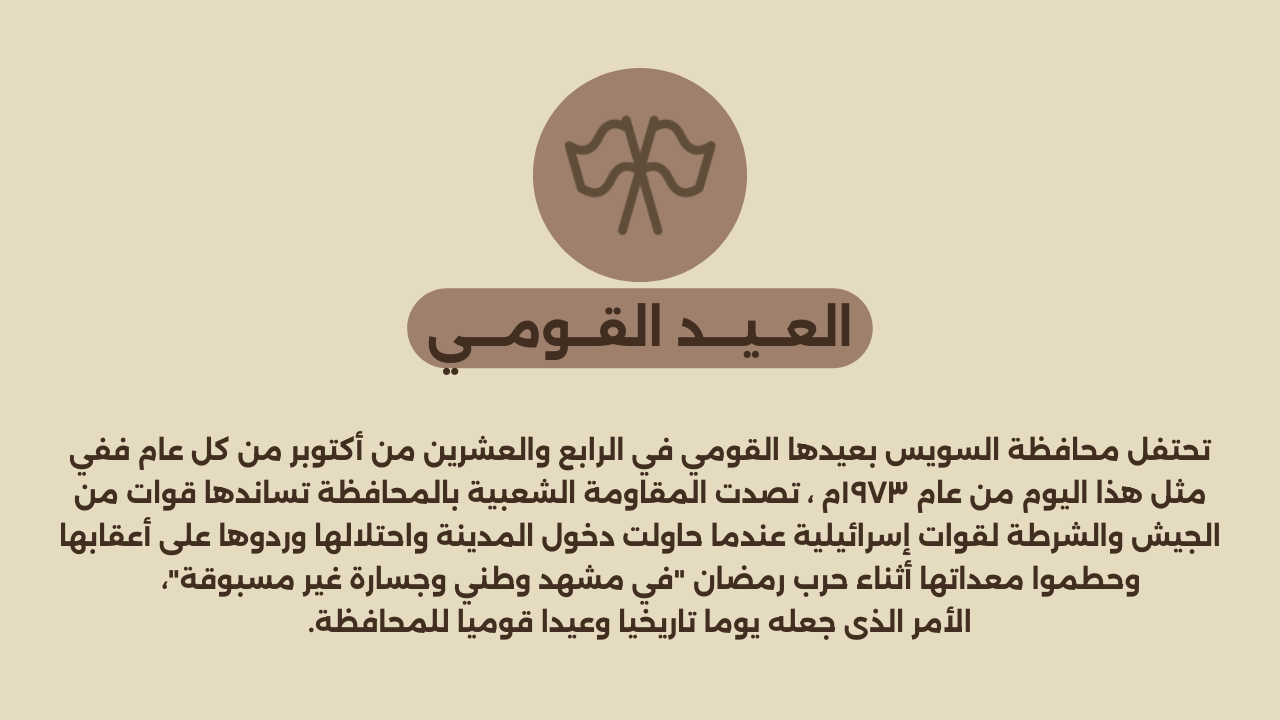 العـيـد القـومـي
تحتفل محافظة السويس بعيدها القومي في الرابع والعشرين من أكتوبر من كل عام ففي
مثل هذا اليوم من عام ١٩٧٣م ، تصدت المقاومة الشعبية بالمحافظة تساندها قوات من
الجيش والشرطة لقوات إسرائيلية عندما حاولت دخول المدينة واحتلالها وردوها على أعقابها
وحطموا معداتها أثناء حرب رمضان "في مشهد وطني وجسارة غير مسبوقة"،
الأمر الذى جعله يوما تاريخيا وعيدا قوميا للمحافظة.